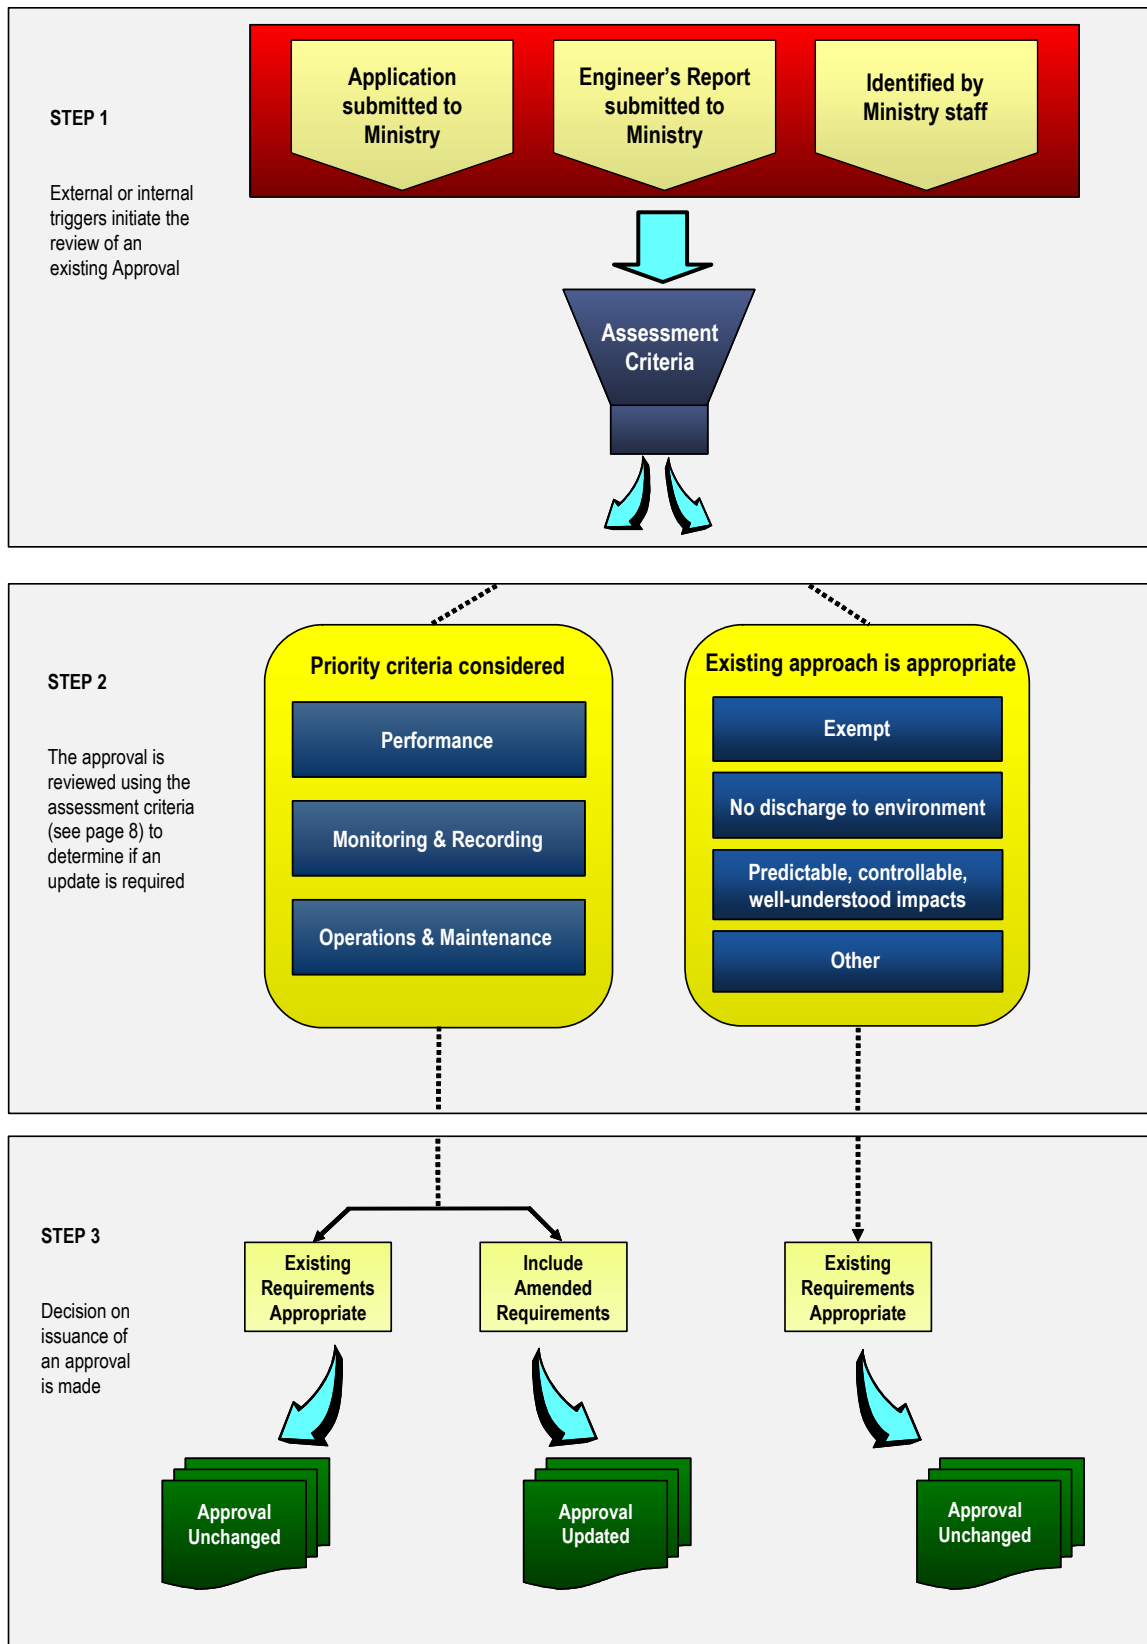 STEP 1
External or internal
triggers initiate the
review of an
existing Approval
Application
submitted to
Ministry
Engineer’s Report
submitted to
Ministry
Identified by
Ministry staff
Assessment
Criteria
STEP 2
The approval is
reviewed using the
assessment criteria
(see page 8) to
determine if an
update is required
Priority criteria considered
Performance
Monitoring & Recording
Operations & Maintenance
Existing approach is appropriate
Exempt
No discharge to environment
Predictable, controllable,
well-understood impacts
Other
STEP 3
Decision on
issuance of
an approval
is made
Existing
Requirements
Appropriate
Include
Amended
Requirements
Existing
Requirements
Appropriate
Approval
Unchanged
Approval
Updated
Approval
Unchanged